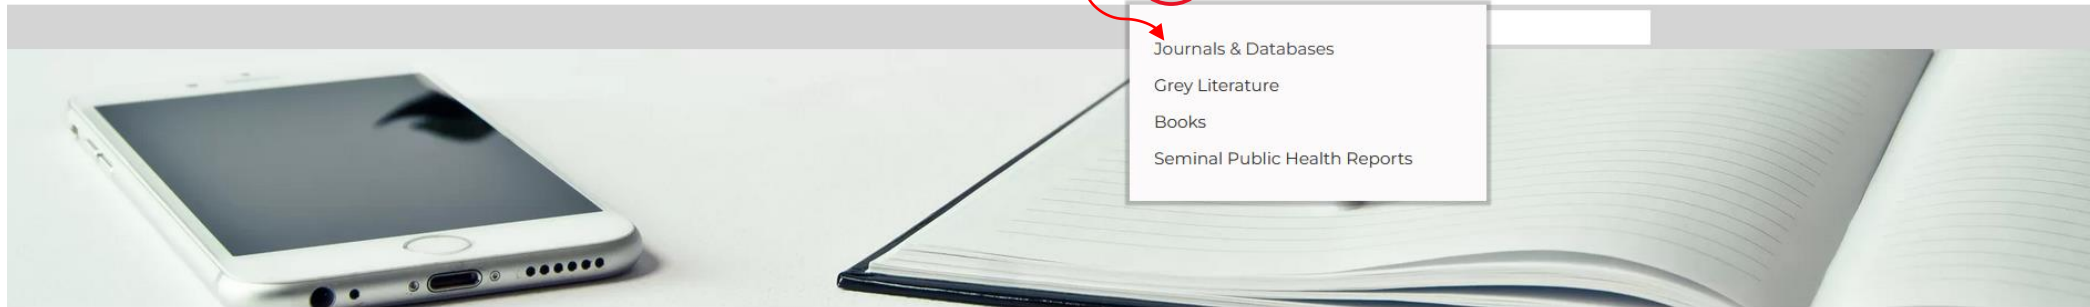 Journals & Databases
Grey Literature
Books
Seminal Public Health Reports